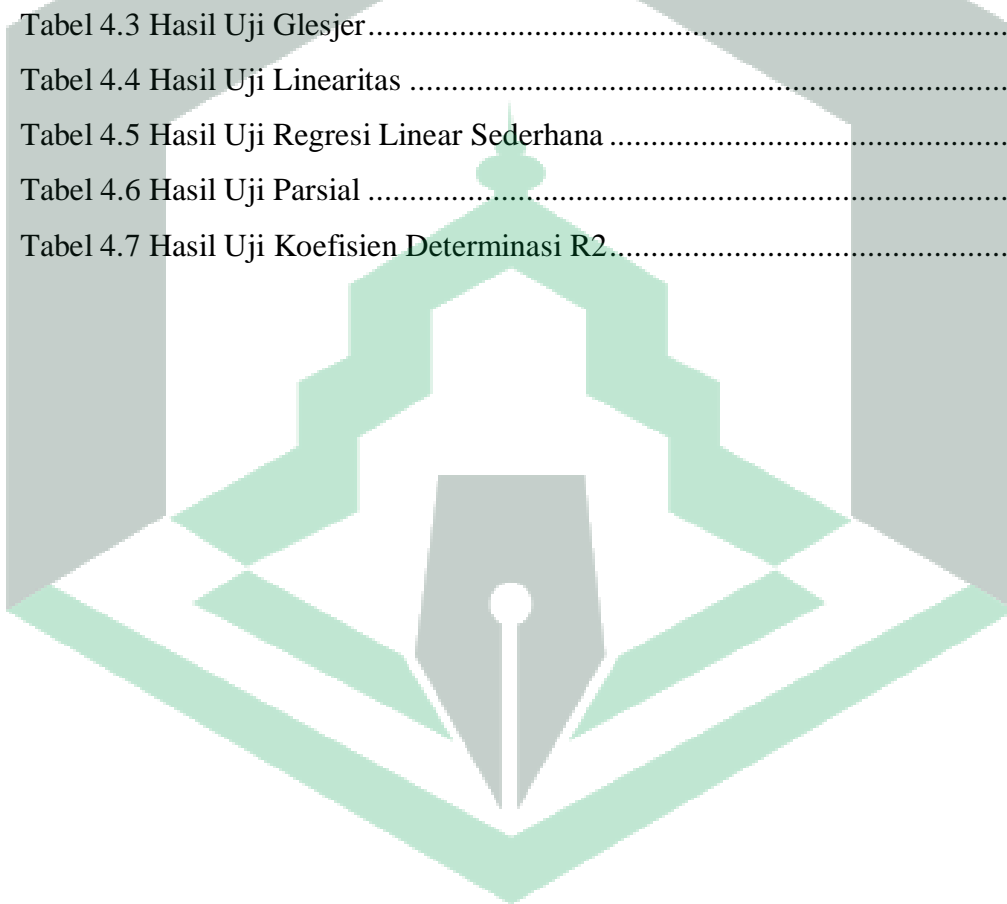 Tabel 4.3 Hasil Uji Glesjer......................................................................................
Tabel 4.4 Hasil Uji Linearitas ................................................................................
Tabel 4.5 Hasil Uji Regresi Linear Sederhana .....................................................
Tabel 4.6 Hasil Uji Parsial ......................................................................................
Tabel 4.7 Hasil Uji Koefisien Determinasi R2.....................................................